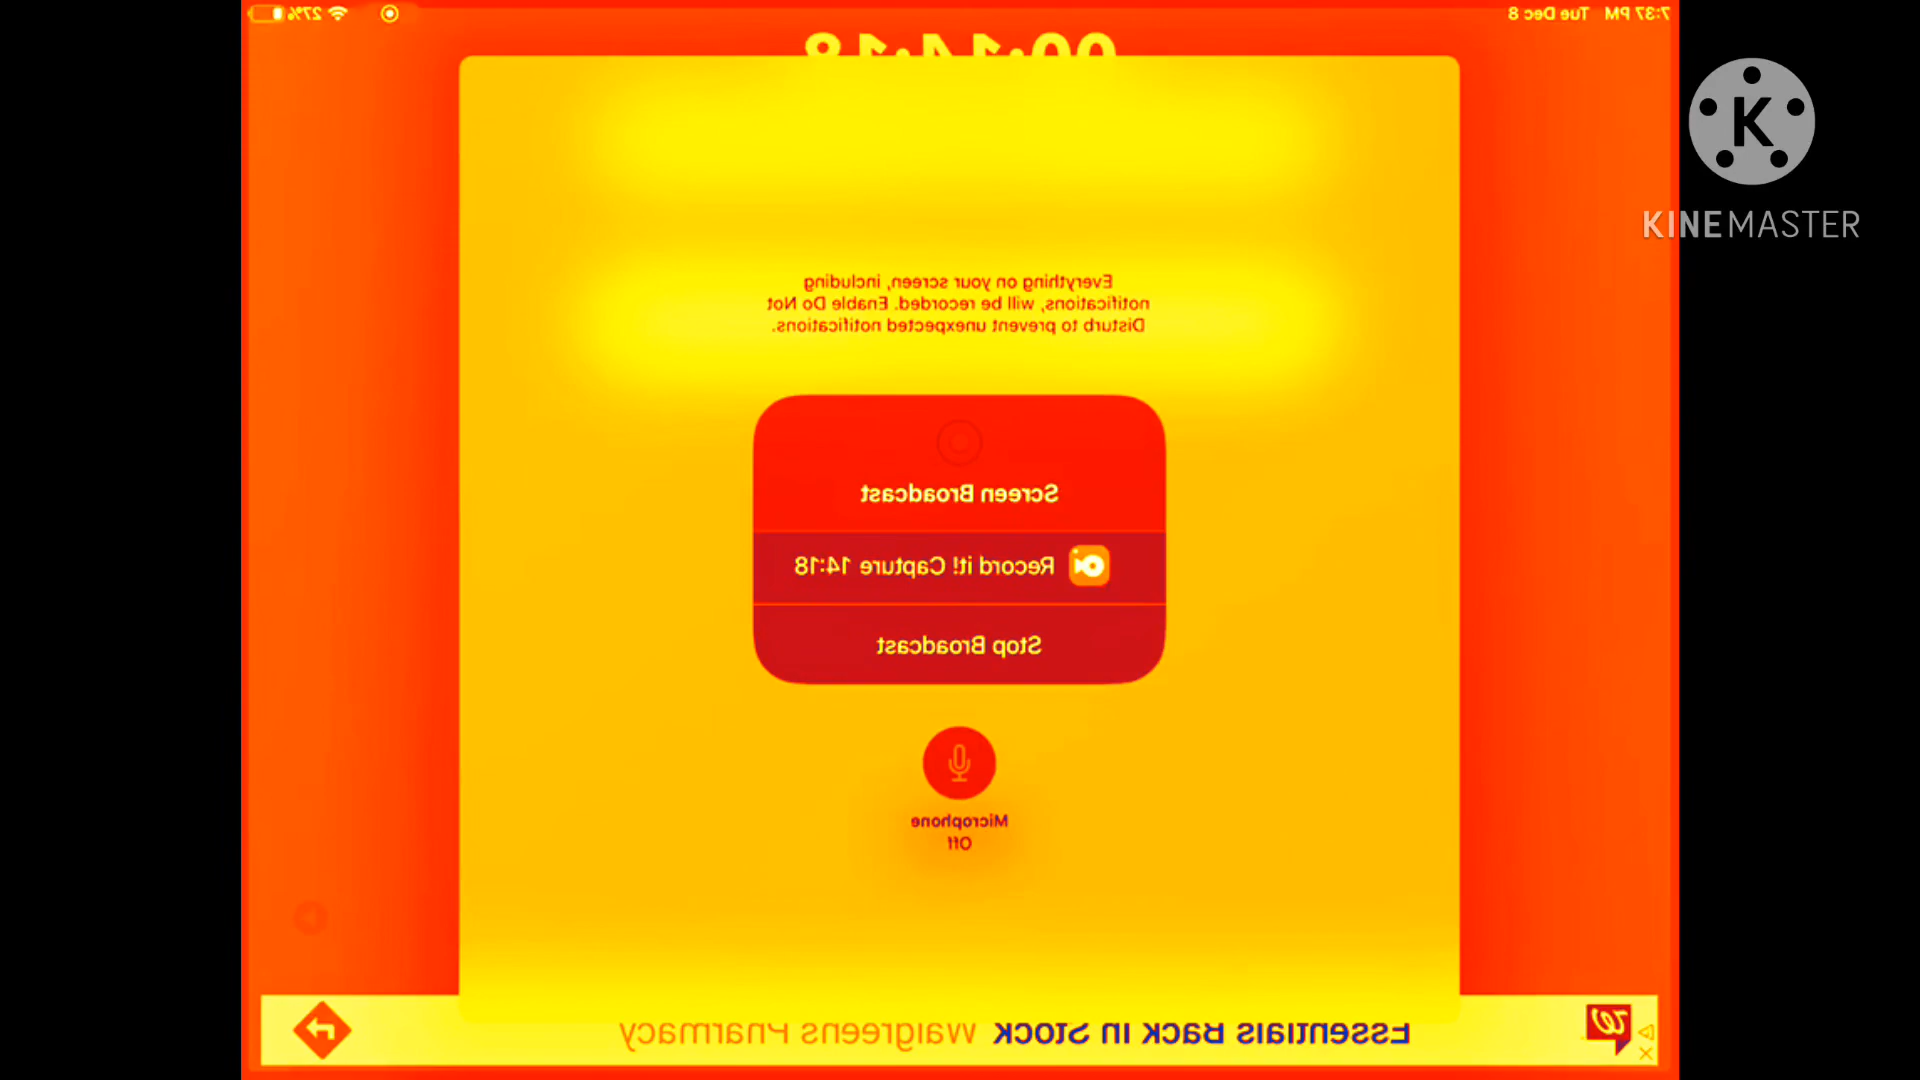 7:37 PM Tue Dec 8
27%
00:14:18
K
KINEMASTER
Everything on your screen, including
notifications, will be recorded. Enable Do Not
Disturb to prevent unexpected notifications.
Screen Broadcast
Record it! Capture 14:18
Stop Broadcast
Microphone
Off
Essentials Back in Stock Walgreens Pharmacy